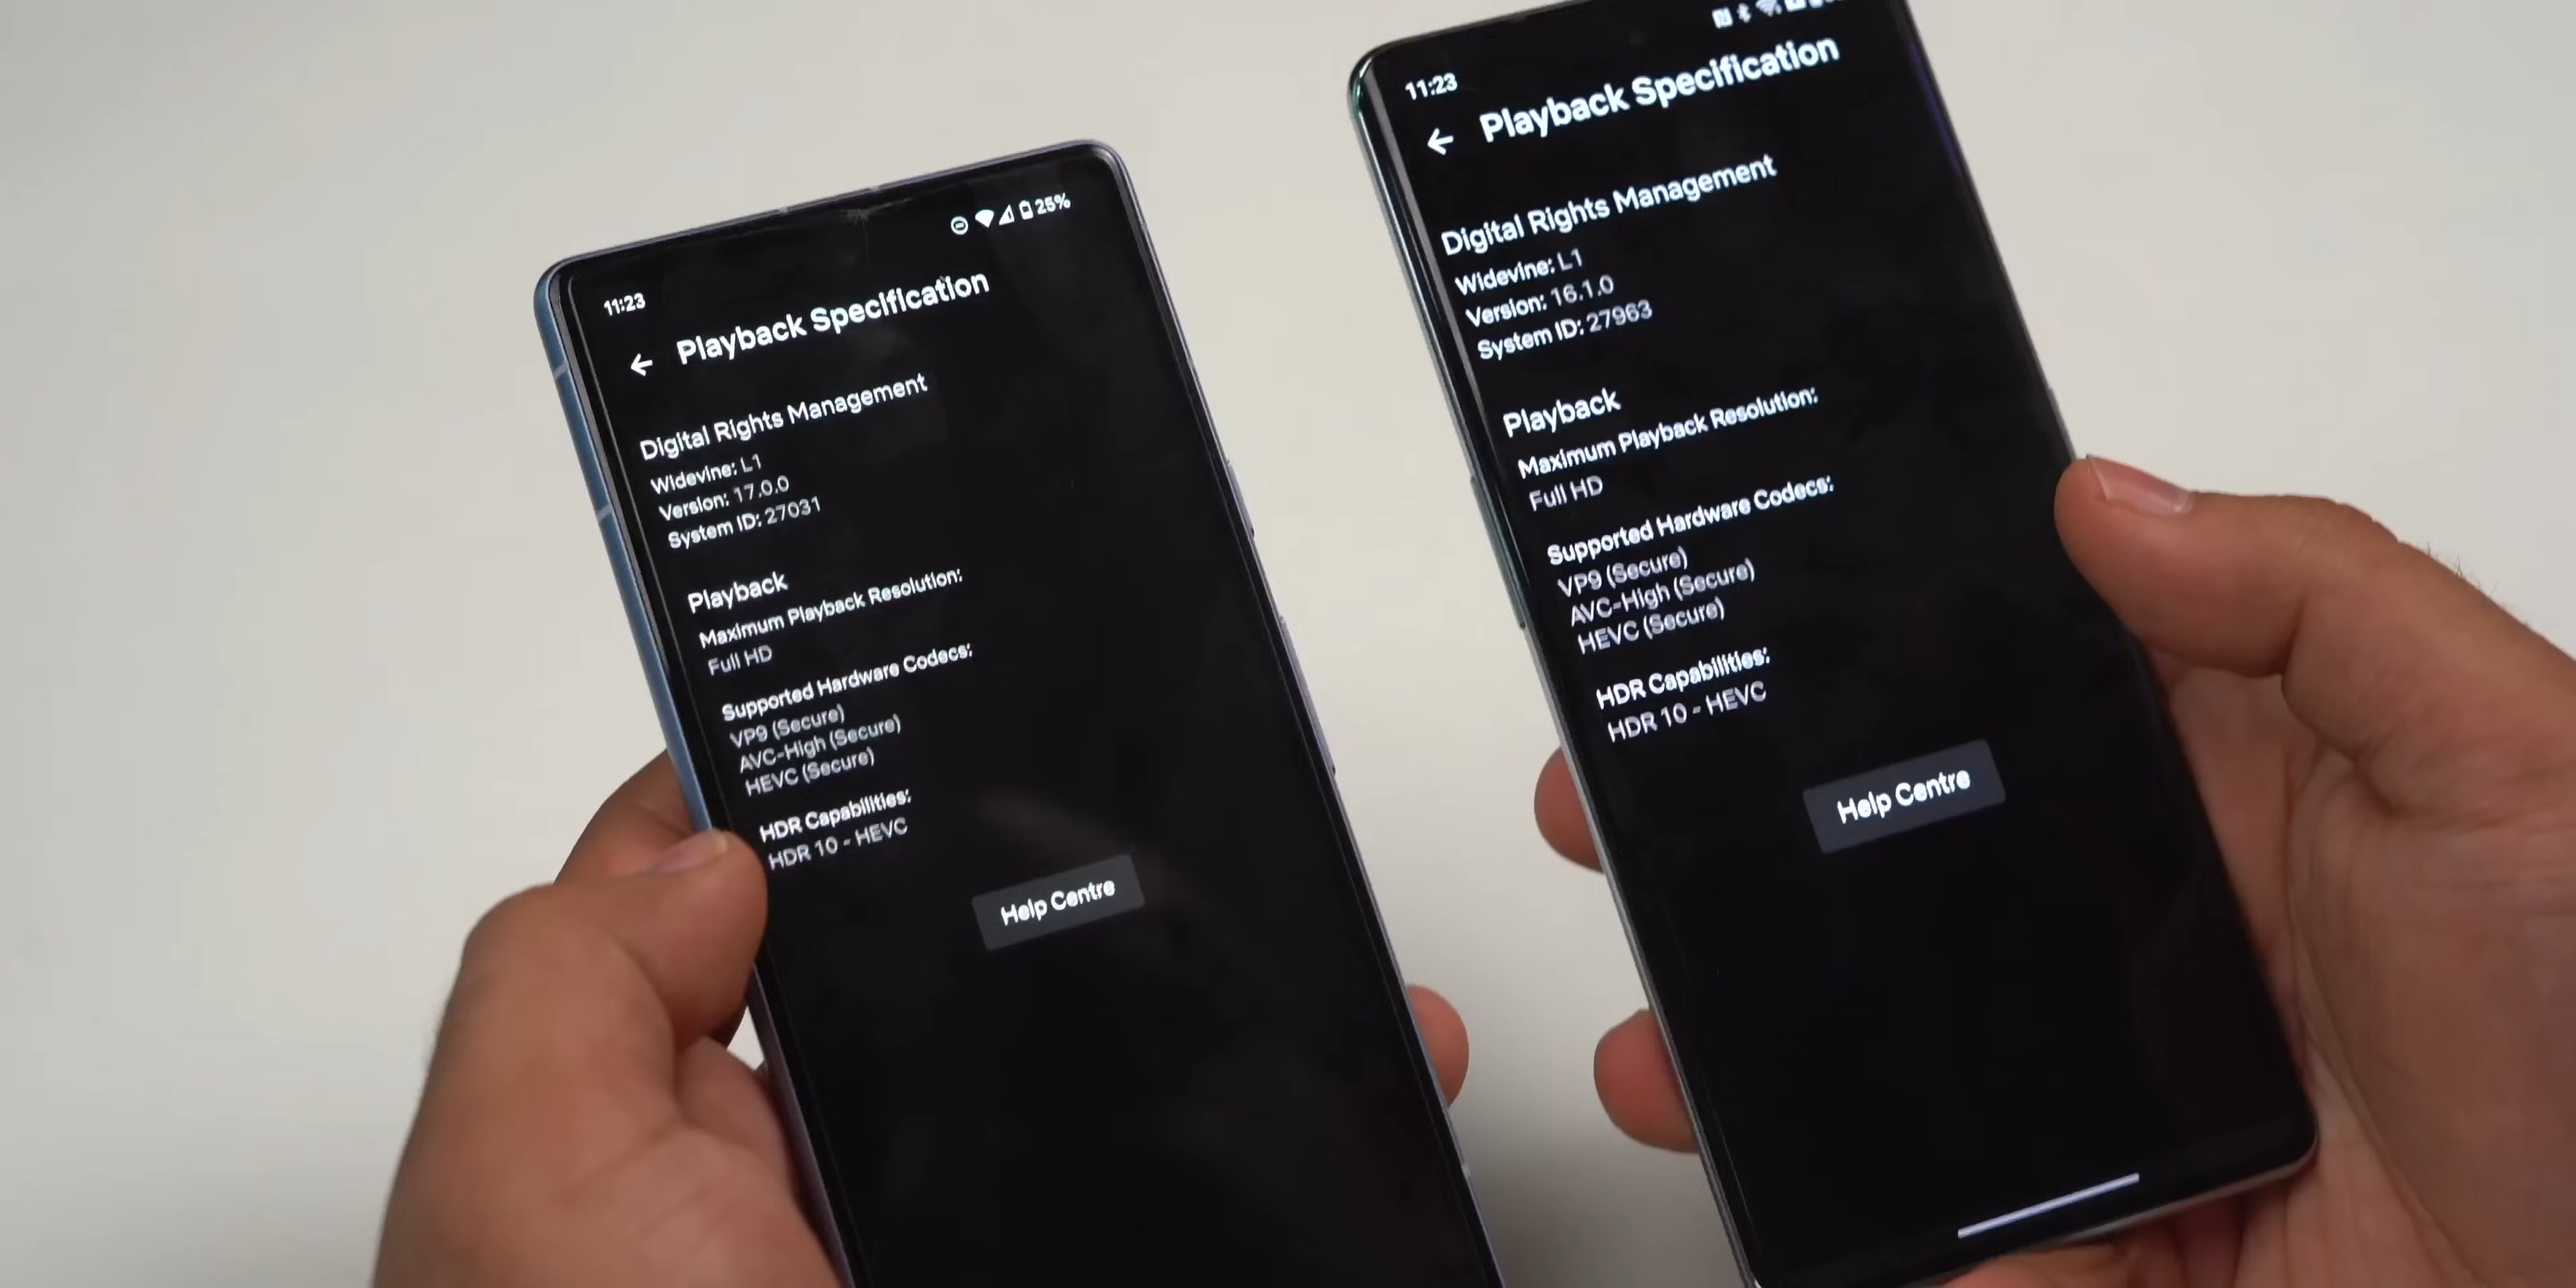 25%
11:23
Playback Specification
Digital Rights Management
Widevine: L1
Version: 17.0.0
System ID: 27031
Playback
Maximum Playback Resolution:
Full HD
Supported Hardware Codecs:
VP9 (Secure)
AVC-High (Secure)
HEVC (Secure)
HDR Capabilities:
HDR 10 - HEVC
Help Centre
11:23
Playback Specification
Digital Rights Management
Widevine: L1
Version: 16.1.0
System ID: 27963
Playback
Maximum Playback Resolution:
Full HD
Supported Hardware Codecs:
VP9 (Secure)
AVC-High (Secure)
HEVC (Secure)
HDR Capabilities:
HDR 10 - HEVC
Help Centre